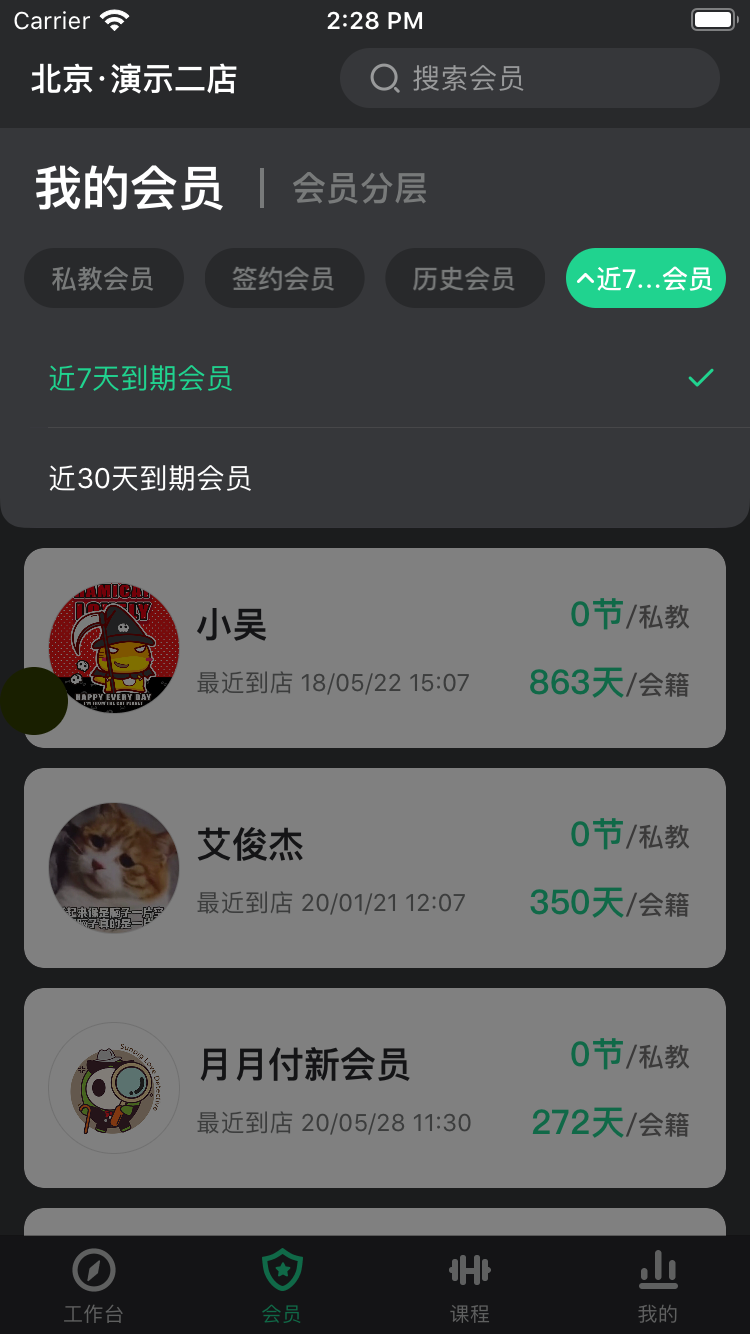 Carrier
2:28 PM
北京·演示二店
搜索会员
我的会员
会员分层
私教会员
签约会员
历史会员
近7...会员
近7天到期会员
近30天到期会员
HAPPY EVERY DAY
小吴
0节/私教
最近到店 18/05/22 15:07
863天/会籍
艾俊杰
0节/私教
最近到店 20/01/21 12:07
350天/会籍
月月付新会员
0节/私教
最近到店 20/05/28 11:30
272天/会籍
工作台
会员
课程
我的